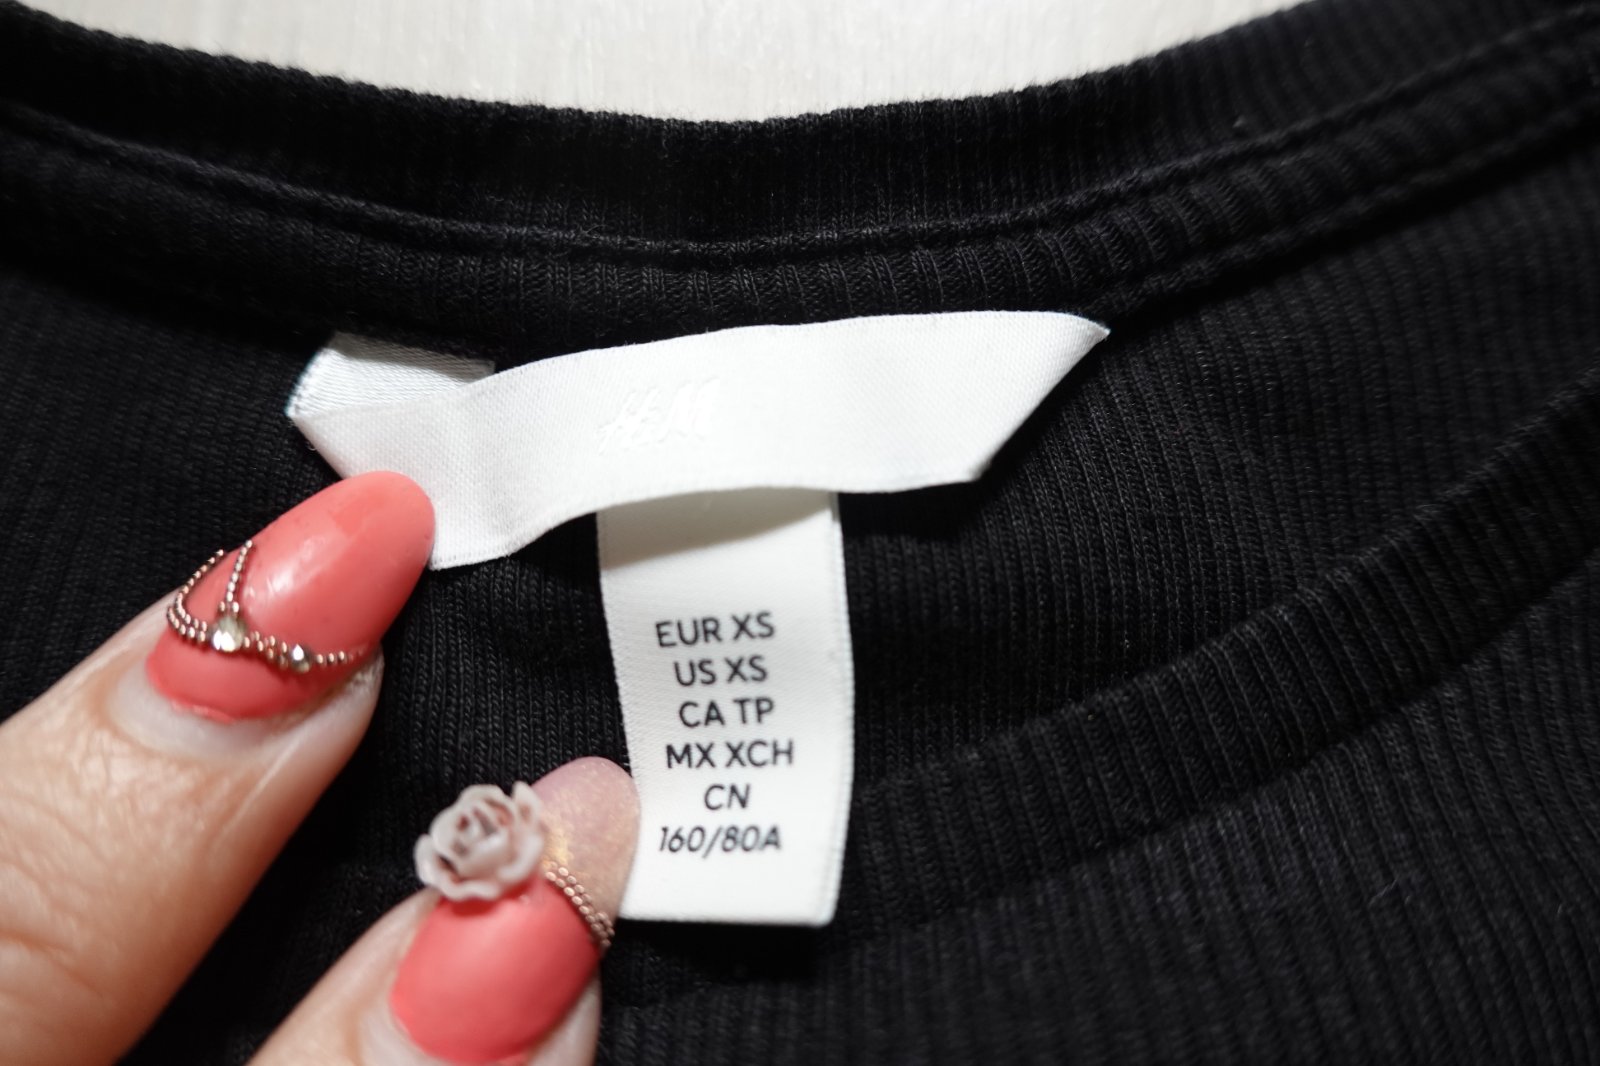 H&M
EUR XS
US XS
CA TP
MX XCH
CN
160/80A